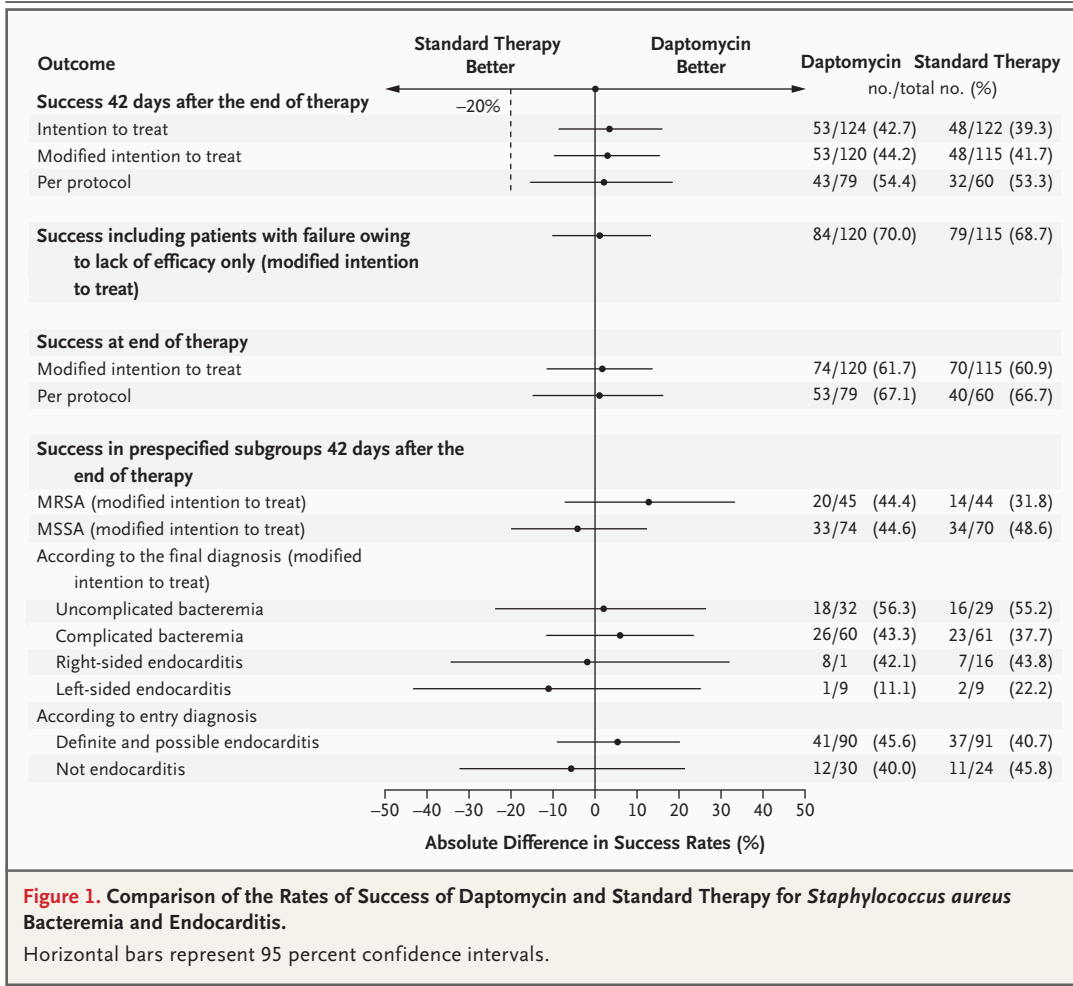 Outcome
Standard Therapy
Better
Daptomycin
Better
Daptomycin Standard Therapy
no./total no. (%)
Success 42 days after the end of therapy
−20%
Intention to treat 53/124 (42.7) 48/122 (39.3)
Modified intention to treat 53/120 (44.2) 48/115 (41.7)
Per protocol 43/79 (54.4) 32/60 (53.3)
Success including patients with failure owing 84/120 (70.0) 79/115 (68.7)
to lack of efficacy only (modified intention
to treat)
Success at end of therapy
Modified intention to treat 74/120 (61.7) 70/115 (60.9)
Per protocol 53/79 (67.1) 40/60 (66.7)
Success in prespecified subgroups 42 days after the
end of therapy
MRSA (modified intention to treat) 20/45 (44.4) 14/44 (31.8)
MSSA (modified intention to treat) 33/74 (44.6) 34/70 (48.6)
According to the final diagnosis (modified
intention to treat)
Uncomplicated bacteremia 18/32 (56.3) 16/29 (55.2)
Complicated bacteremia 26/60 (43.3) 23/61 (37.7)
Right-sided endocarditis 8/1 (42.1) 7/16 (43.8)
Left-sided endocarditis 1/9 (11.1) 2/9 (22.2)
According to entry diagnosis
Definite and possible endocarditis 41/90 (45.6) 37/91 (40.7)
Not endocarditis 12/30 (40.0) 11/24 (45.8)
−50 −40 −30 −20 −10 0 10 20 30 40 50
Absolute Difference in Success Rates (%)
Figure 1. Comparison of the Rates of Success of Daptomycin and Standard Therapy for Staphylococcus aureus
Bacteremia and Endocarditis.
Horizontal bars represent 95 percent confidence intervals.